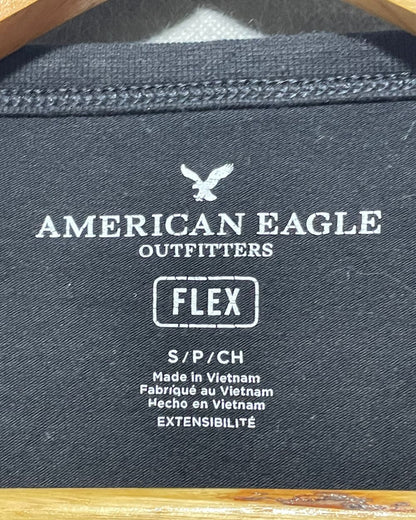 AMERICAN EAGLE
OUTFITTERS
FLEX
S/P/CH
Made in Vietnam
Fabriqué au Vietnam
Hecho en Vietnam
EXTENSIBILITÉ